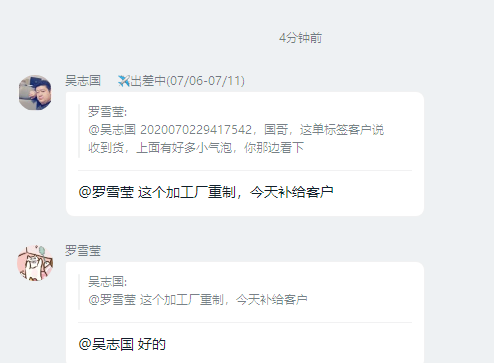 4分钟前
吴志国 ✈️出差中(07/06-07/11)
罗雪莹:
@吴志国 2020070229417542，国哥，这单标签客户说
收到货，上面有好多小气泡，你那边看下
@罗雪莹 这个加工厂重制，今天补给客户
罗雪莹
吴志国:
@罗雪莹 这个加工厂重制，今天补给客户
@吴志国 好的